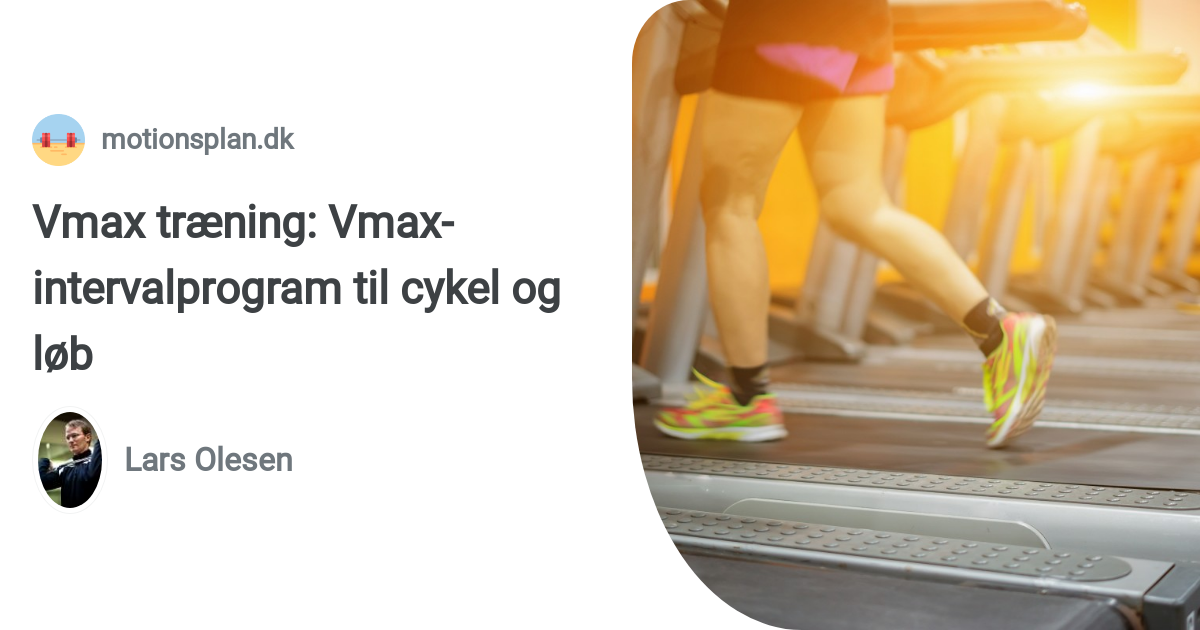 motionsplan.dk
Vmax træning: Vmax-
intervalprogram til cykel og
løb
Lars Olesen